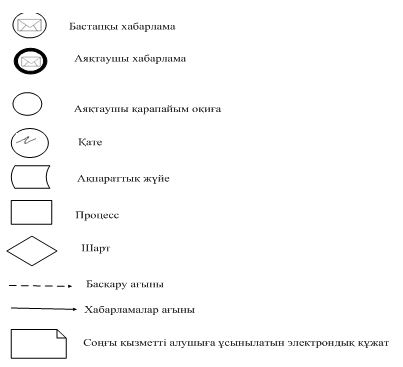 Бастапқы хабарлама
Аяқтаушы хабарлама
Аяқтаушы қарапайым оқиға
Қате
Ақпараттық жүйе
Процесс
Шарт
Басқару ағыны
Хабарламалар ағыны
Соңғы қызметті алушыға ұсынылатын электрондық құжат